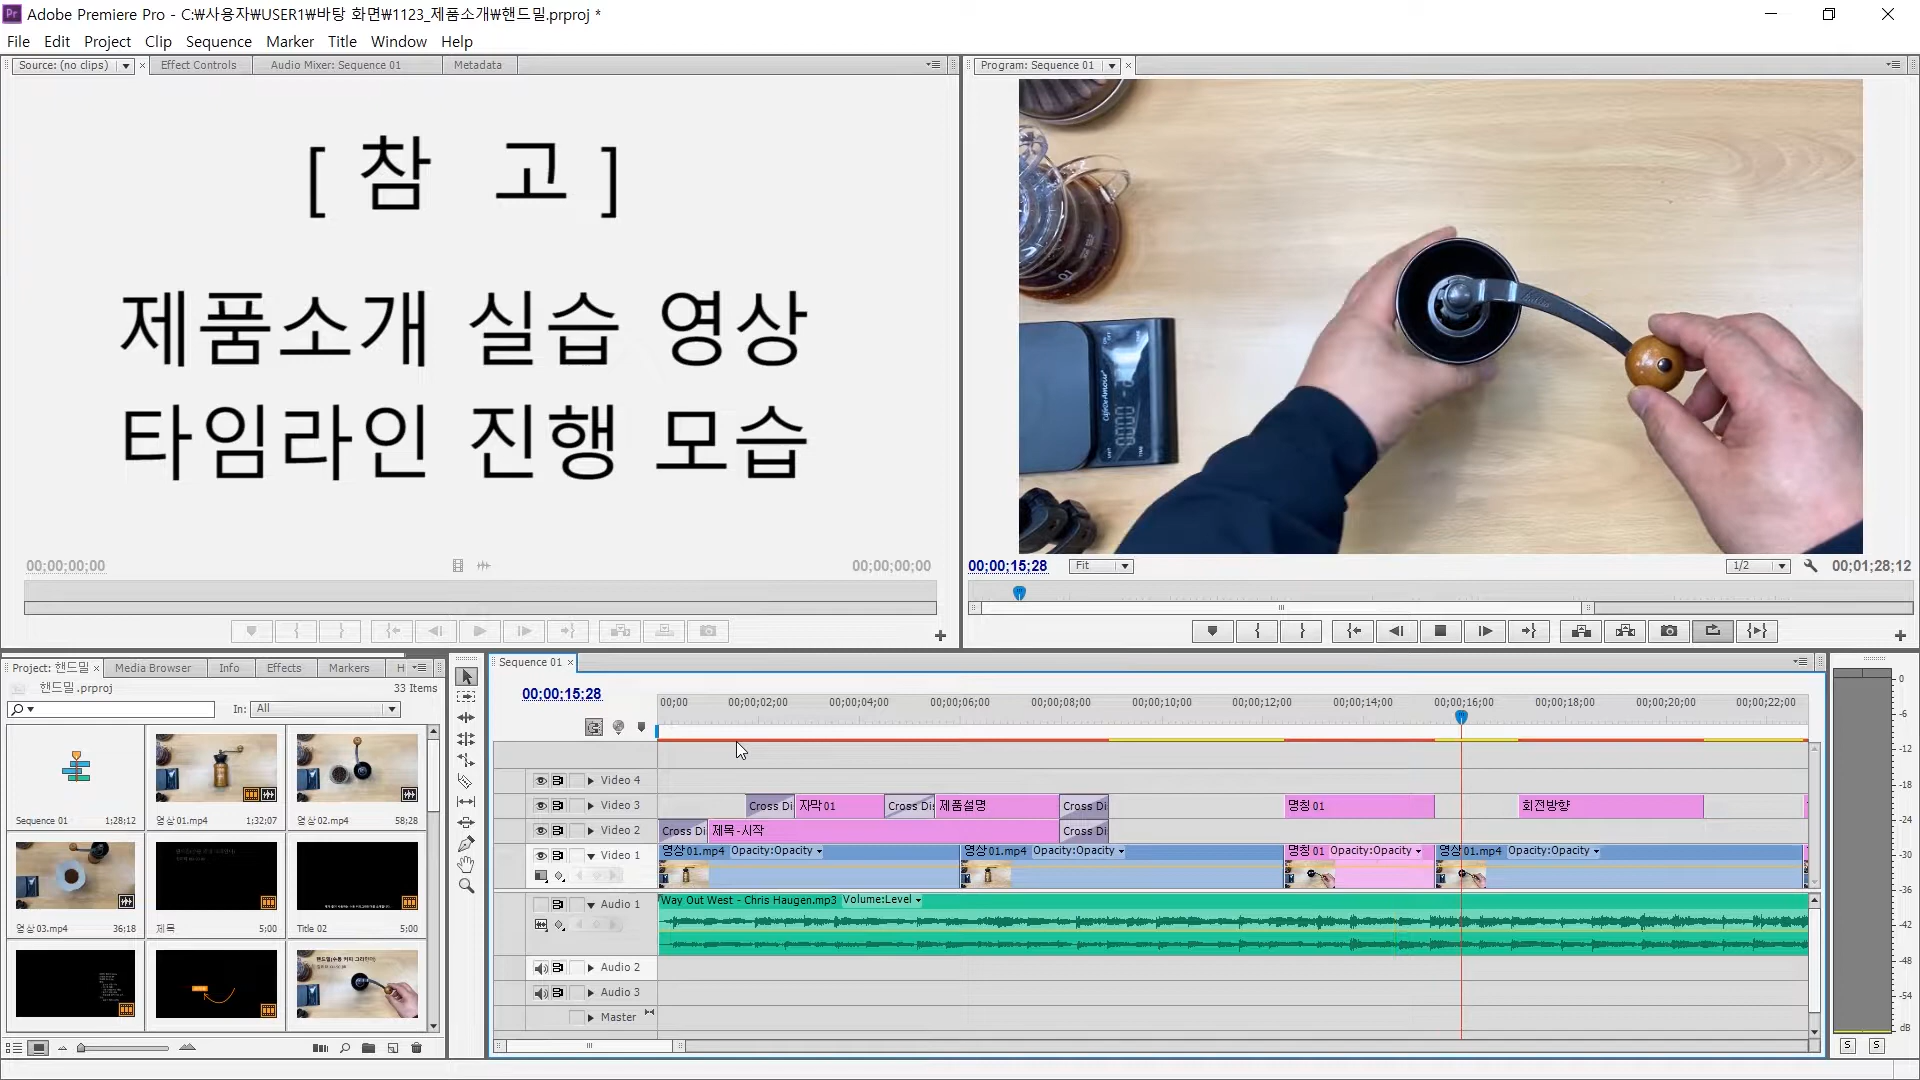 Adobe Premiere Pro - C:₩사용자₩USER1₩바탕 화면₩1123_제품소개₩핸드밀.prproj *
File Edit Project Clip Sequence Marker Title Window Help
Source: (no clips) Effect Controls Audio Mixer: Sequence 01 Metadata
Program: Sequence 01
[ 참 고 ]
제품소개 실습 영상
타임라인 진행 모습
00;00;00;00 00;00;00;00
00;00;15;28 Fit 1/2 00;01;28;12
Project: 핸드밀 Media Browser Info Effects Markers H
핸드밀.prproj 33 Items
In: All
Sequence 01 1;28;12 영상01.mp4 1;32;07 영상02.mp4 58;28
영상03.mp4 36;18 제목 5;00 Title 02 5;00
Sequence 01
00;00;15;28
00;00 00;00;02;00 00;00;04;00 00;00;06;00 00;00;08;00 00;00;10;00 00;00;12;00 00;00;14;00 00;00;16;00 00;00;18;00 00;00;20;00 00;00;22;00
Video 4
Video 3 Cross Di 자막01 Cross Di 제품설명 Cross Di 명칭01 회전방향
Video 2 Cross Di 제목-시작 Cross Di
Video 1 영상01.mp4 Opacity:Opacity 영상01.mp4 Opacity:Opacity 명칭01 Opacity:Opacity 영상01.mp4 Opacity:Opacity
Audio 1 Way Out West - Chris Haugen.mp3 Volume:Level
Audio 2
Audio 3
Master
0
-6
-12
-18
-24
-30
-36
-42
-48
-54
dB
S S